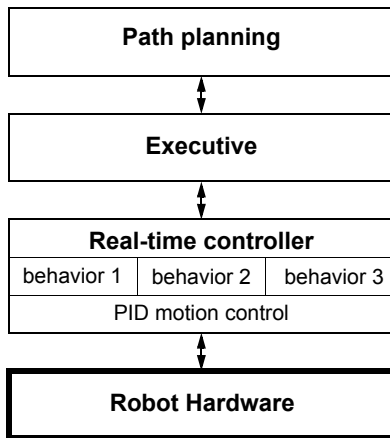 Path planning
Executive
Real-time controller
behavior 1 behavior 2 behavior 3
PID motion control
Robot Hardware